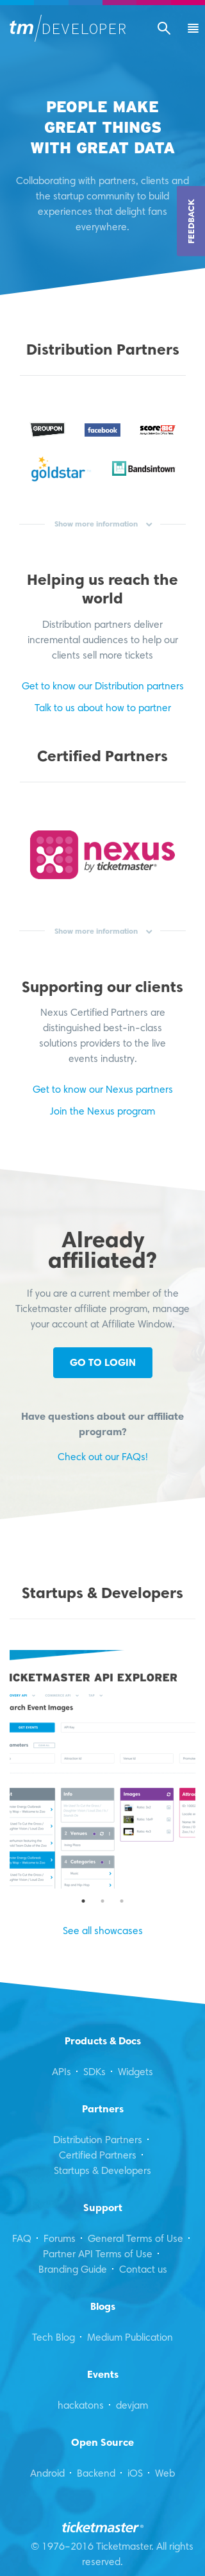 tm/DEVELOPER
PEOPLE MAKE
GREAT THINGS
WITH GREAT DATA
Collaborating with partners, clients and
the startup community to build
experiences that delight fans
everywhere.
FEEDBACK
Distribution Partners
GROUPON
facebook
SCORE BIG
goldstar
Bandsintown
Show more information
Helping us reach the
world
Distribution partners deliver
incremental audiences to help our
clients sell more tickets
Get to know our Distribution partners
Talk to us about how to partner
Certified Partners
nexus
by ticketmaster®
Show more information
Supporting our clients
Nexus Certified Partners are
distinguished best-in-class
solutions providers to the live
events industry.
Get to know our Nexus partners
Join the Nexus program
Already
affiliated?
If you are a current member of the
Ticketmaster affiliate program, manage
your account at Affiliate Window.
GO TO LOGIN
Have questions about our affiliate
program?
Check out our FAQs!
Startups & Developers
ICKETMASTER API EXPLORER
arch Event Images
ameters
GET EVENTS
Info
Images
Attrac
2 Venues
4 Categories
See all showcases
Products & Docs
APIs · SDKs · Widgets
Partners
Distribution Partners ·
Certified Partners ·
Startups & Developers
Support
FAQ · Forums · General Terms of Use ·
Partner API Terms of Use ·
Branding Guide · Contact us
Blogs
Tech Blog · Medium Publication
Events
hackatons · devjam
Open Source
Android · Backend · iOS · Web
ticketmaster®
© 1976–2016 Ticketmaster. All rights
reserved.